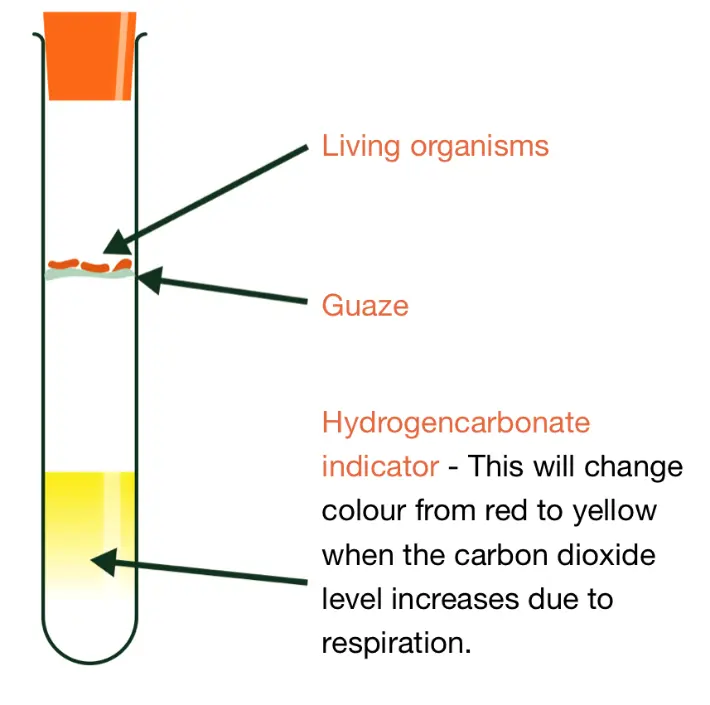 Living organisms
Guaze
Hydrogencarbonate
indicator - This will change
colour from red to yellow
when the carbon dioxide
level increases due to
respiration.